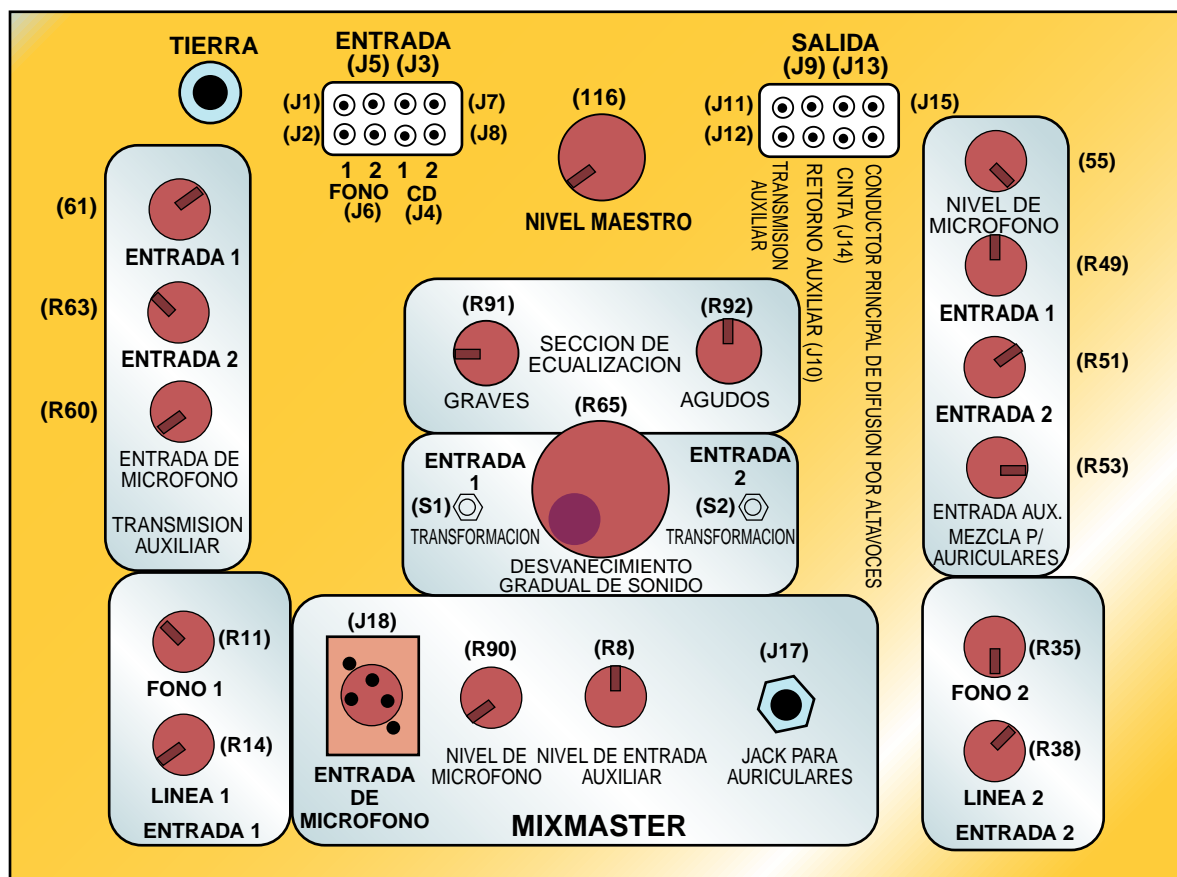 TIERRA
ENTRADA
(J5) (J3)
(J1)
(J7)
(J2)
(J8)
1 2 1 2
FONO CD
(J6) (J4)
(116)
NIVEL MAESTRO
SALIDA
(J9) (J13)
(J11)
(J15)
(J12)
TRANSMISION
AUXILIAR
RETORNO AUXILIAR (J10)
CINTA (J14)
CONDUCTOR PRINCIPAL DE DIFUSION POR ALTAVOCES
(61)
ENTRADA 1
(R63)
ENTRADA 2
(R60)
ENTRADA DE
MICROFONO
TRANSMISION
AUXILIAR
(R91)
(R92)
SECCION DE
ECUALIZACION
GRAVES
AGUDOS
(R65)
ENTRADA
1
(S1)
TRANSFORMACION
ENTRADA
2
(S2)
TRANSFORMACION
DESVANECIMIENTO
GRADUAL DE SONIDO
(55)
NIVEL DE
MICROFONO
(R49)
ENTRADA 1
(R51)
ENTRADA 2
(R53)
ENTRADA AUX.
MEZCLA P/
AURICULARES
(R11)
FONO 1
(R14)
LINEA 1
ENTRADA 1
(J18)
ENTRADA
DE
MICROFONO
(R90)
NIVEL DE
MICROFONO
(R8)
NIVEL DE ENTRADA
AUXILIAR
(J17)
JACK PARA
AURICULARES
MIXMASTER
(R35)
FONO 2
(R38)
LINEA 2
ENTRADA 2